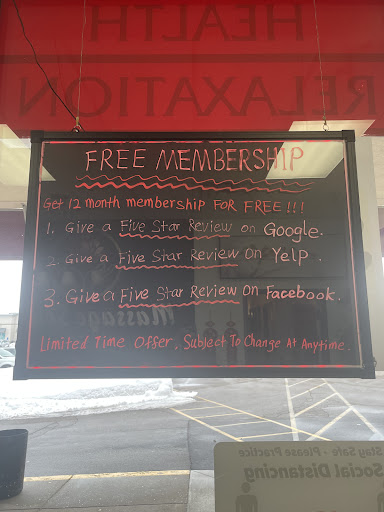 HEALTH
RELAXATION
FREE MEMBERSHIP
Get 12 month membership FOR FREE!!!
1. Give a Five Star Review on Google.
2. Give a Five Star Review On Yelp.
3. Give a Five Star Review On Facebook.
massage
Limited Time Offer, Subject To Change At Anytime.
Stay Safe - Please Practice
Social Distancing